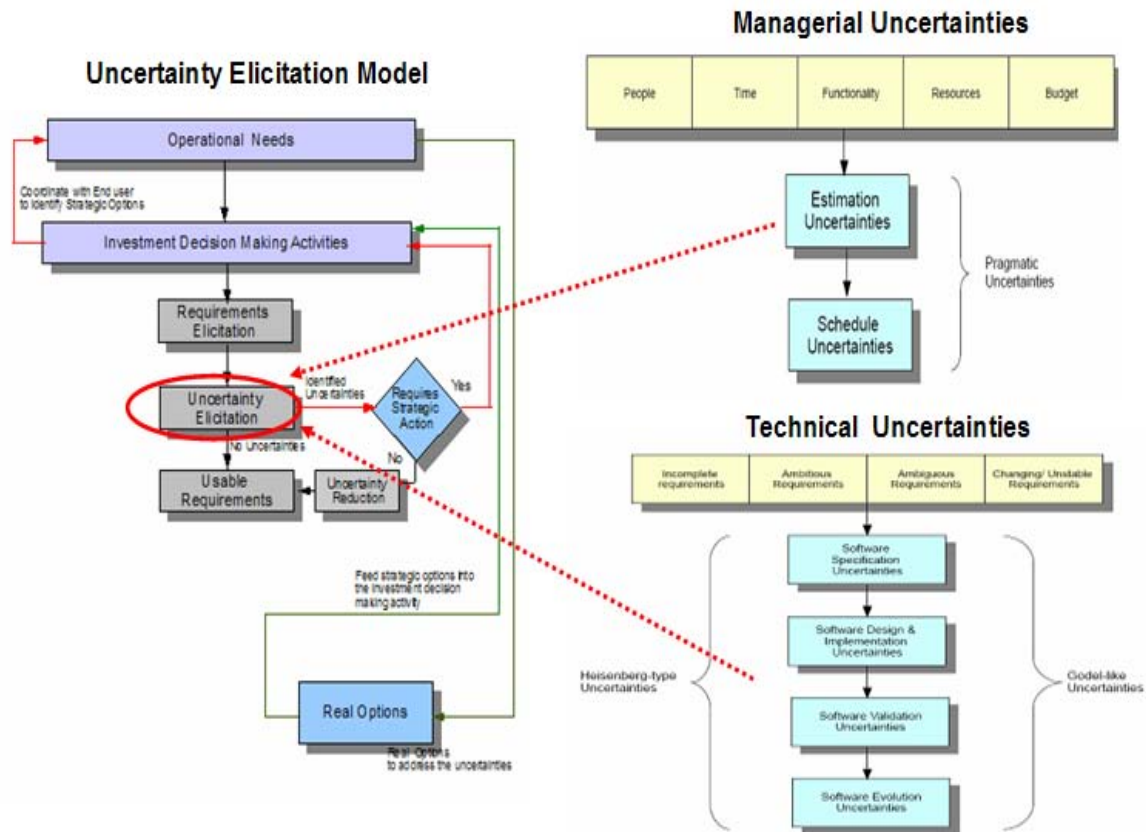 Uncertainty Elicitation Model
Operational Needs
Coordinate with End user
to Identify Strategic Options
Investment Decision Making Activities
Requirements
Elicitation
Uncertainty
Elicitation
Identified
Uncertainties
Requires
Strategic
Action
Yes
No Uncertainties
No
Usable
Requirements
Uncertainty
Reduction
Feed strategic options into
the investment decision
making activity
Real Options
Real Options
to address the uncertainties
Managerial Uncertainties
People
Time
Functionality
Resources
Budget
Estimation
Uncertainties
Schedule
Uncertainties
Pragmatic
Uncertainties
Technical Uncertainties
Incomplete
requirements
Ambitious
Requirements
Ambiguous
Requirements
Changing/ Unstable
Requirements
Software
Specification
Uncertainties
Software Design &
Implementation
Uncertainties
Software Validation
Uncertainties
Software Evolution
Uncertainties
Heisenberg-type
Uncertainties
Godel-like
Uncertainties